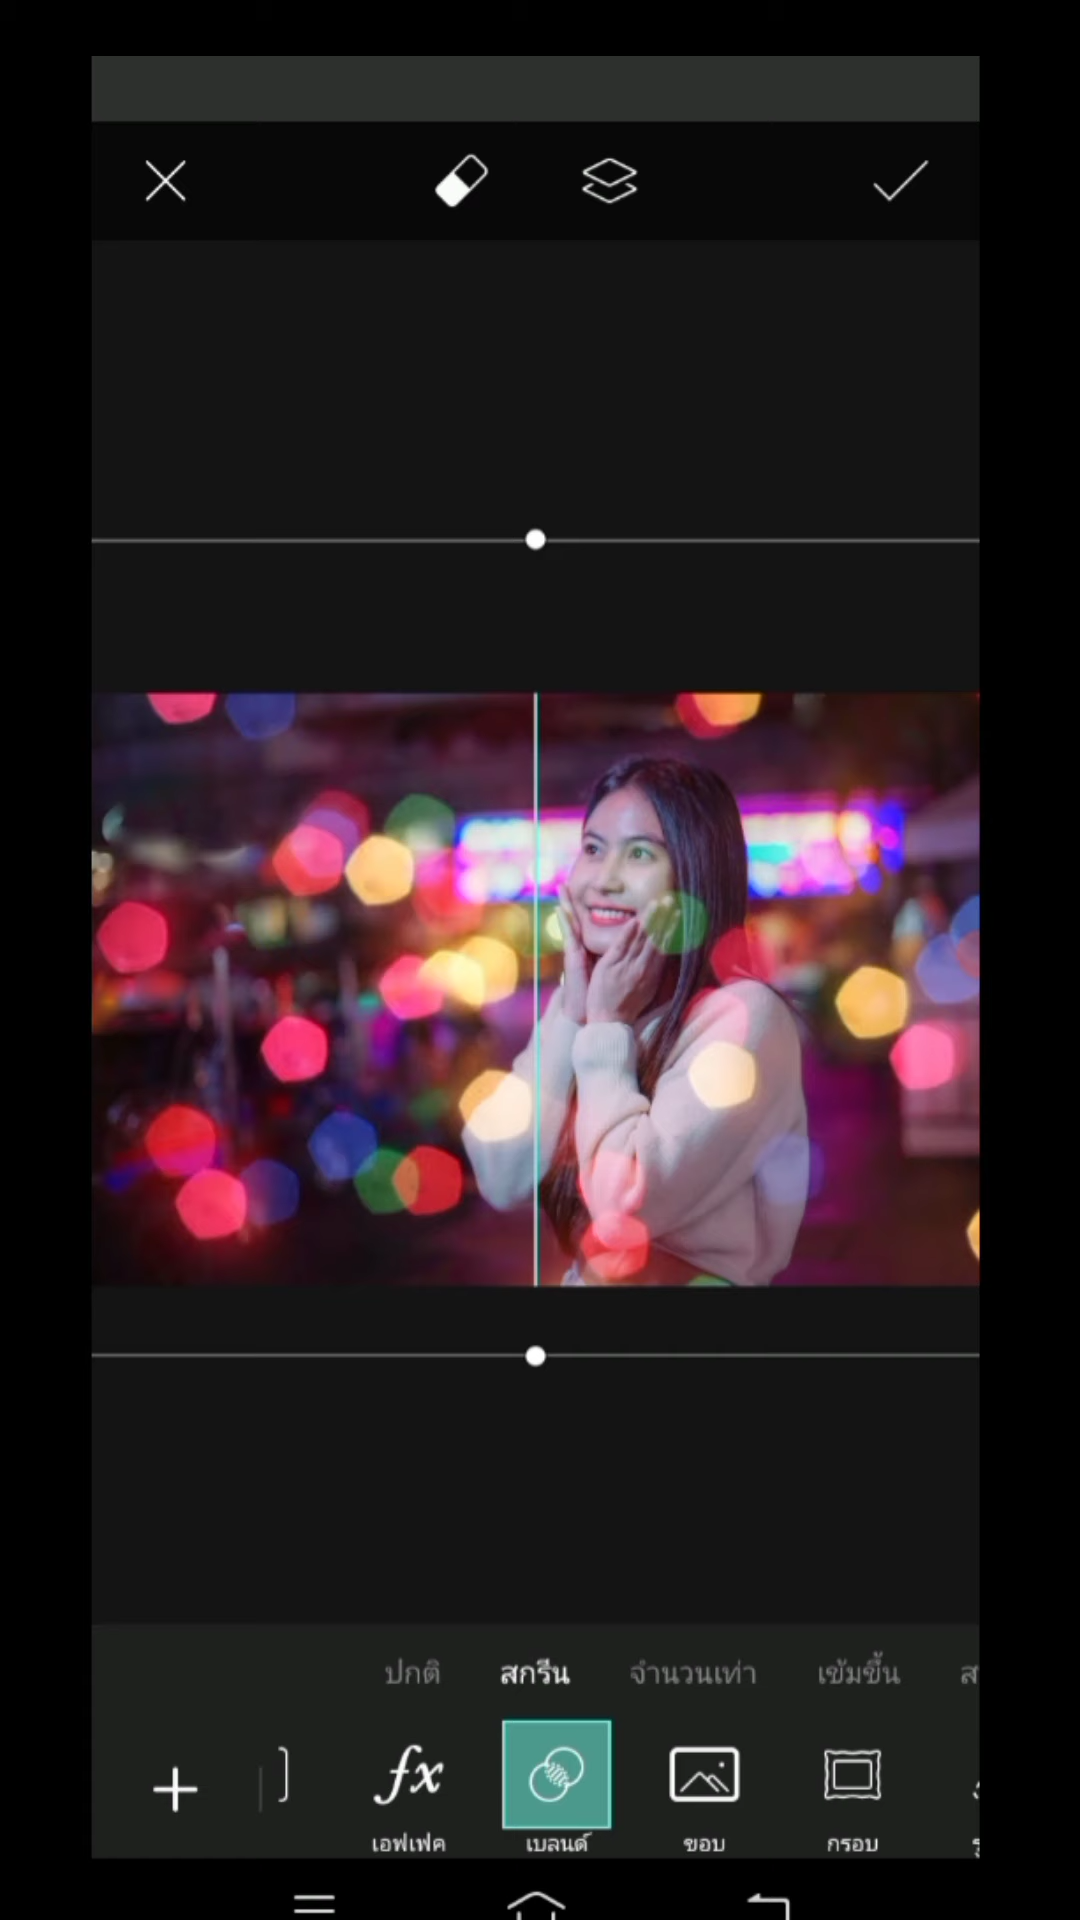 ปกติ สกรีน จำนวนเท่า เข้มขึ้น
fx
เอฟเฟค เบลนด์ ขอบ กรอบ